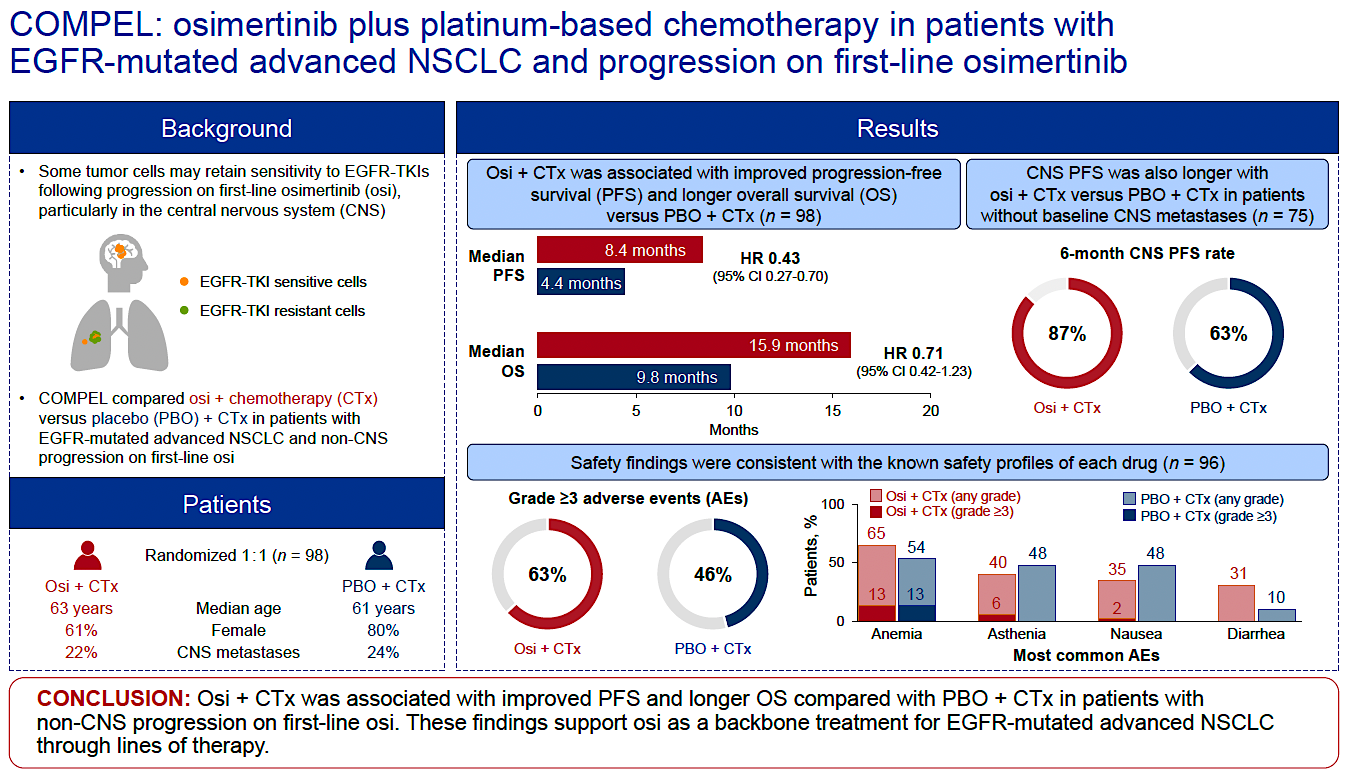 COMPEL: osimertinib plus platinum-based chemotherapy in patients with
EGFR-mutated advanced NSCLC and progression on first-line osimertinib
Background
• Some tumor cells may retain sensitivity to EGFR-TKIs
following progression on first-line osimertinib (osi),
particularly in the central nervous system (CNS)
EGFR-TKI sensitive cells
EGFR-TKI resistant cells
• COMPEL compared osi + chemotherapy (CTx)
versus placebo (PBO) + CTx in patients with
EGFR-mutated advanced NSCLC and non-CNS
progression on first-line osi
Patients
Randomized 1:1 (n = 98)
Osi + CTx PBO + CTx
63 years Median age 61 years
61% Female 80%
22% CNS metastases 24%
Results
Osi + CTx was associated with improved progression-free
survival (PFS) and longer overall survival (OS)
versus PBO + CTx (n = 98)
Median
PFS
8.4 months
4.4 months
HR 0.43
(95% CI 0.27-0.70)
Median
OS
15.9 months
9.8 months
HR 0.71
(95% CI 0.42-1.23)
0 5 10 15 20
Months
CNS PFS was also longer with
osi + CTx versus PBO + CTx in patients
without baseline CNS metastases (n = 75)
6-month CNS PFS rate
87% 63%
Osi + CTx PBO + CTx
Safety findings were consistent with the known safety profiles of each drug (n = 96)
Grade ≥3 adverse events (AEs)
63% 46%
Osi + CTx PBO + CTx
Osi + CTx (any grade) PBO + CTx (any grade)
Osi + CTx (grade ≥3) PBO + CTx (grade ≥3)
Patients, %
100
50
0
65 54 40 48 35 48 31 10
13 13 6 2
Anemia Asthenia Nausea Diarrhea
Most common AEs
CONCLUSION: Osi + CTx was associated with improved PFS and longer OS compared with PBO + CTx in patients with
non-CNS progression on first-line osi. These findings support osi as a backbone treatment for EGFR-mutated advanced NSCLC
through lines of therapy.